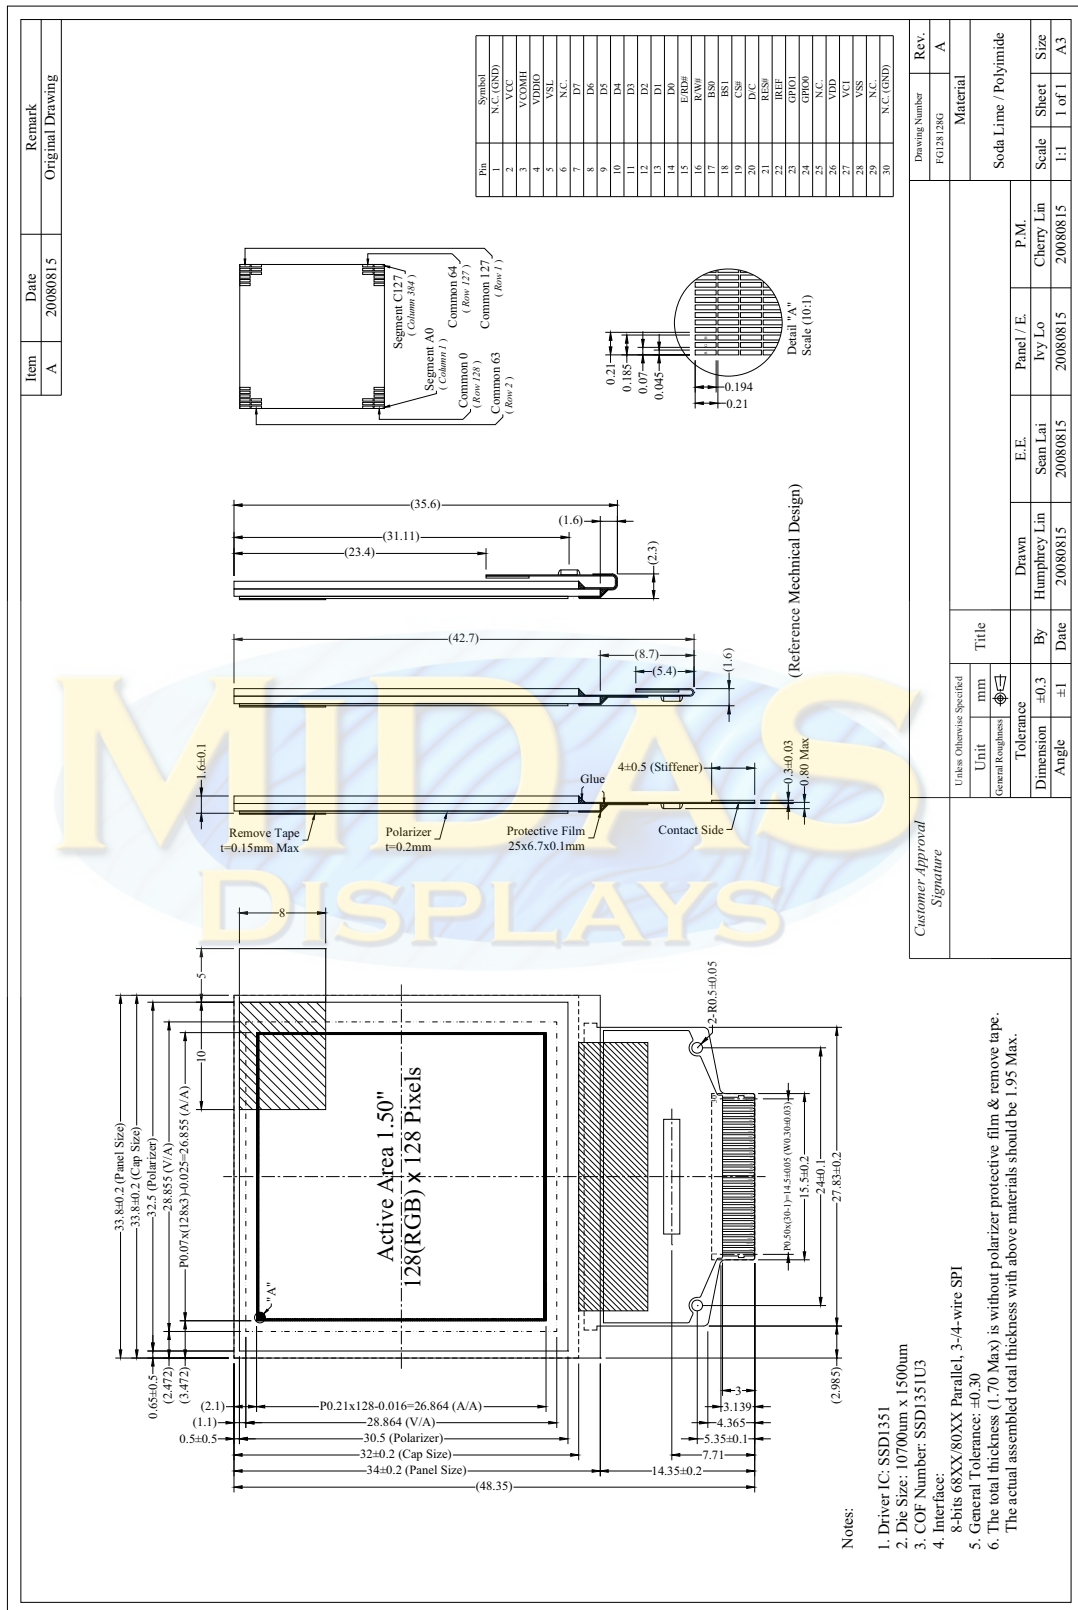 Item
Date
Remark
A
20080815
Original Drawing
Segment C127
( Column 384 )
Segment A0
( Column 1 )
Common 64
( Row 127 )
Common 127
( Row 1 )
Common 0
( Row 128 )
Common 63
( Row 2 )
Pin Symbol
1 N.C. (GND)
2 VCC
3 VCOMH
4 VDDIO
5 VSL
6 N.C.
7 D7
8 D6
9 D5
10 D4
11 D3
12 D2
13 D1
14 D0
15 E/RD#
16 R/W#
17 BS0
18 BS1
19 CS#
20 D/C
21 RES#
22 IREF
23 GPIO1
24 GPIO0
25 N.C.
26 VDD
27 VCI
28 VSS
29 N.C.
30 N.C. (GND)
0.21
0.185
0.07
0.045
0.194
0.21
Detail "A"
Scale (10:1)
(35.6)
(31.11)
(23.4)
(1.6)
(2.3)
(42.7)
(8.7)
(5.4)
(1.6)
(Reference Mechnical Design)
1.6±0.1
Remove Tape
t=0.15mm Max
Polarizer
t=0.2mm
Glue
Protective Film
25x6.7x0.1mm
4±0.5 (Stiffener)
Contact Side
0.3±0.03
0.80 Max
MIDAS
DISPLAYS
8
5
10
33.8±0.2 (Panel Size)
33.8±0.2 (Cap Size)
32.5 (Polarizer)
28.855 (V/A)
P0.07x(128x3)-0.025=26.855 (A/A)
0.65±0.5
(2.472)
(3.472)
"A"
Active Area 1.50"
128(RGB) x 128 Pixels
(2.1)
P0.21x128-0.016=26.864 (A/A)
(1.1)
28.864 (V/A)
0.5±0.5
30.5 (Polarizer)
32±0.2 (Cap Size)
34±0.2 (Panel Size)
14.35±0.2
(48.35)
2-R0.5±0.05
P0.50x(30-1)=14.5±0.05 (W0.30±0.03)
15.5±0.2
24±0.1
27.83±0.2
(2.985)
3
3.139
4.365
5.35±0.1
7.71
Notes:
1. Driver IC: SSD1351
2. Die Size: 10700um x 1500um
3. COF Number: SSD1351U3
4. Interface:
8-bits 68XX/80XX Parallel, 3-/4-wire SPI
5. General Tolerance: ±0.30
6. The total thickness (1.70 Max) is without polarizer protective film & remove tape.
The actual assembled total thickness with above materials should be 1.95 Max.
Customer Approval
Signature
Unless Otherwise Specified
Unit mm
General Roughness
Tolerance
Dimension ±0.3
Angle ±1
Title
By
Date
Drawn
Humphrey Lin
20080815
E.E.
Sean Lai
20080815
Panel / E.
Ivy Lo
20080815
P.M.
Cherry Lin
20080815
Drawing Number
Rev.
FG128128G
A
Material
Soda Lime / Polyimide
Scale
Sheet
Size
1:1
1 of 1
A3